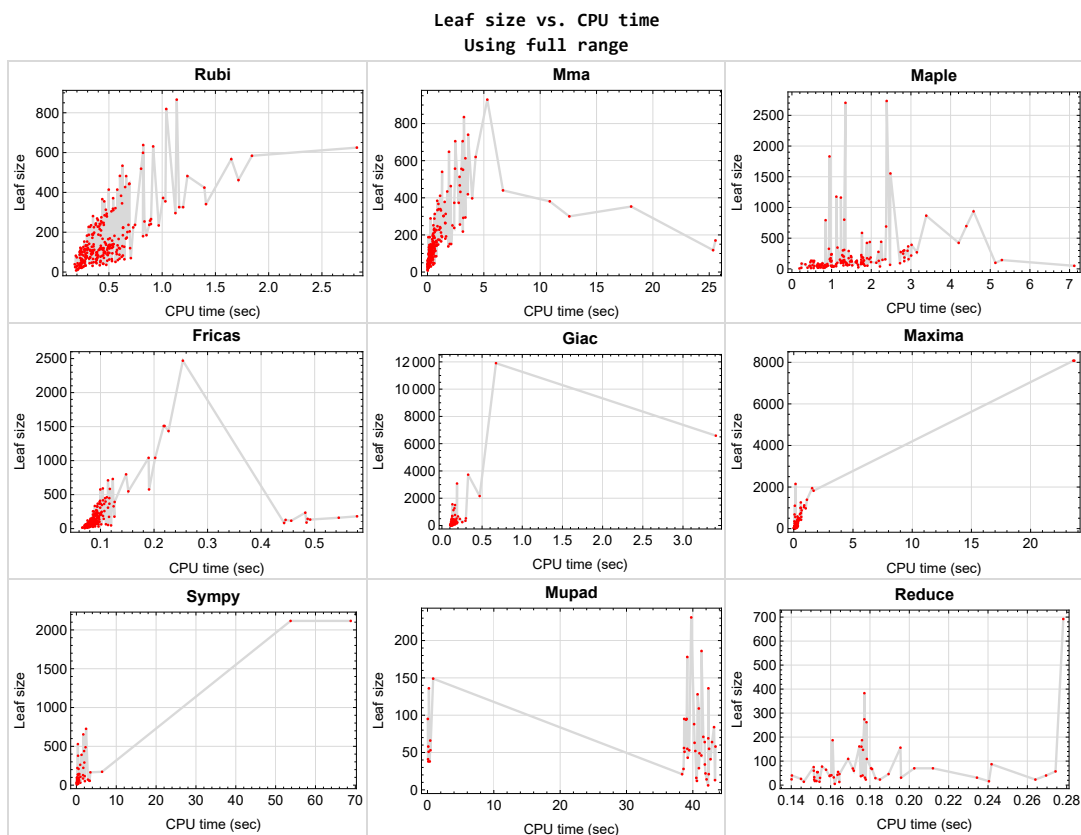 Leaf size vs. CPU time
Using full range
Rubi
Mma
Maple
Leaf size
800
600
400
200
0
0.5 1.0 1.5 2.0 2.5
CPU time (sec)
Leaf size
800
600
400
200
0
0 5 10 15 20 25
CPU time (sec)
Leaf size
2500
2000
1500
1000
500
0
0 1 2 3 4 5 6 7
CPU time (sec)
Fricas
Giac
Maxima
Leaf size
2500
2000
1500
1000
500
0
0.1 0.2 0.3 0.4 0.5
CPU time (sec)
Leaf size
12000
10000
8000
6000
4000
2000
0
0.0 0.5 1.0 1.5 2.0 2.5 3.0
CPU time (sec)
Leaf size
8000
6000
4000
2000
0
0 5 10 15 20
CPU time (sec)
Sympy
Mupad
Reduce
Leaf size
2000
1500
1000
500
0
0 10 20 30 40 50 60 70
CPU time (sec)
Leaf size
200
150
100
50
0
0 10 20 30 40
CPU time (sec)
Leaf size
700
600
500
400
300
200
100
0
0.14 0.16 0.18 0.20 0.22 0.24 0.26 0.28
CPU time (sec)